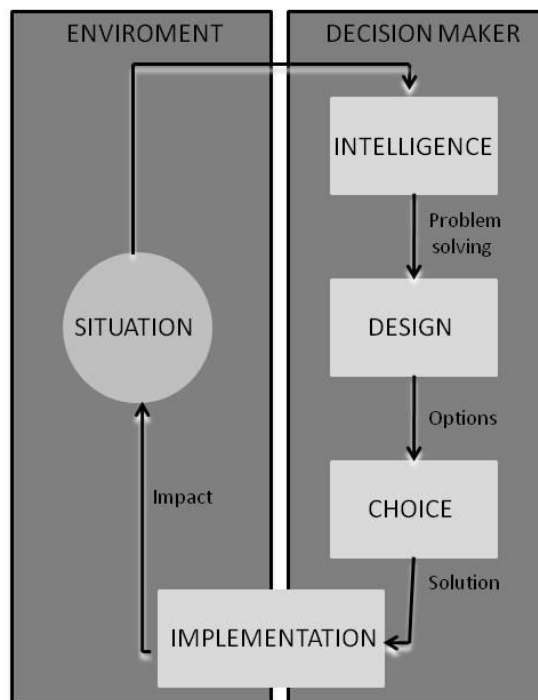 ENVIROMENT
DECISION MAKER
INTELLIGENCE
Problem
solving
SITUATION
DESIGN
Options
Impact
CHOICE
Solution
IMPLEMENTATION